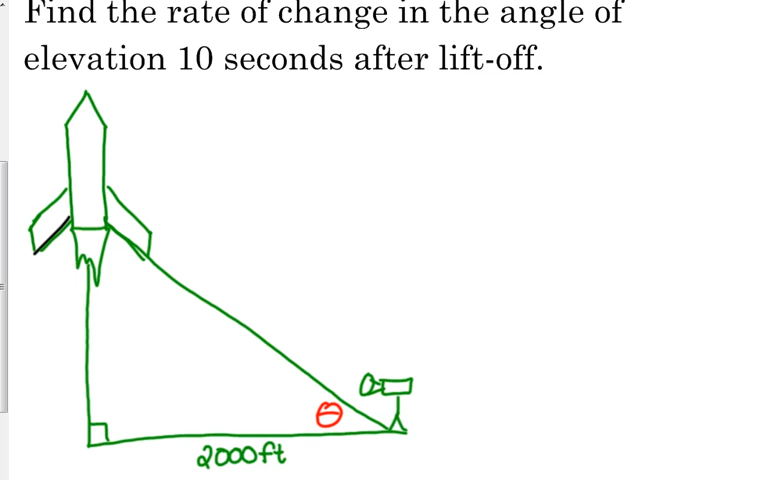 Find the rate of change in the angle of
elevation 10 seconds after lift-off.
θ
2000ft